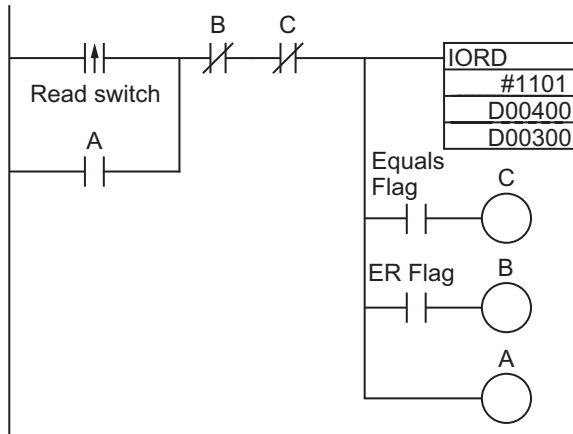 B
C
IORD
#1101
D00400
D00300
Read switch
A
Equals
Flag
C
ER Flag
B
A